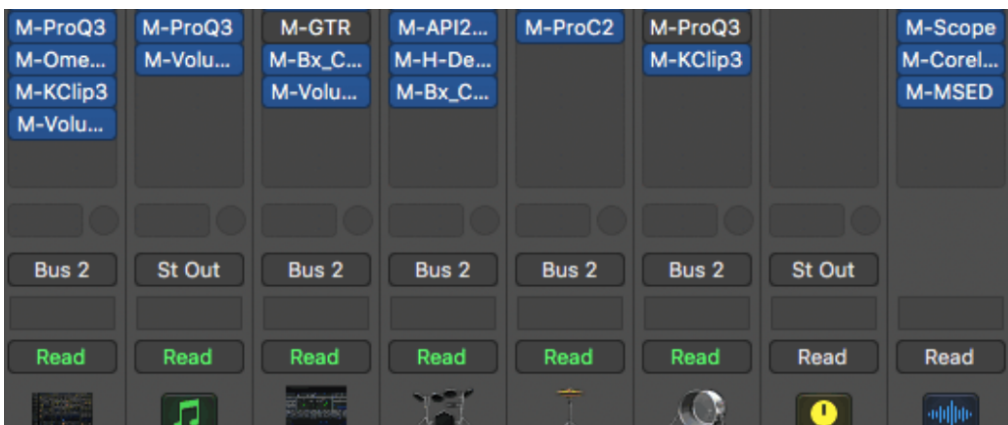 M-ProQ3 M-ProQ3 M-GTR M-API2... M-ProC2 M-ProQ3 M-Scope
M-Ome... M-Volu... M-Bx_C... M-H-De... M-KClip3 M-Corel...
M-KClip3 M-Volu... M-Bx_C... M-MSED
M-Volu...
Bus 2 St Out Bus 2 Bus 2 Bus 2 Bus 2 St Out
Read Read Read Read Read Read Read Read